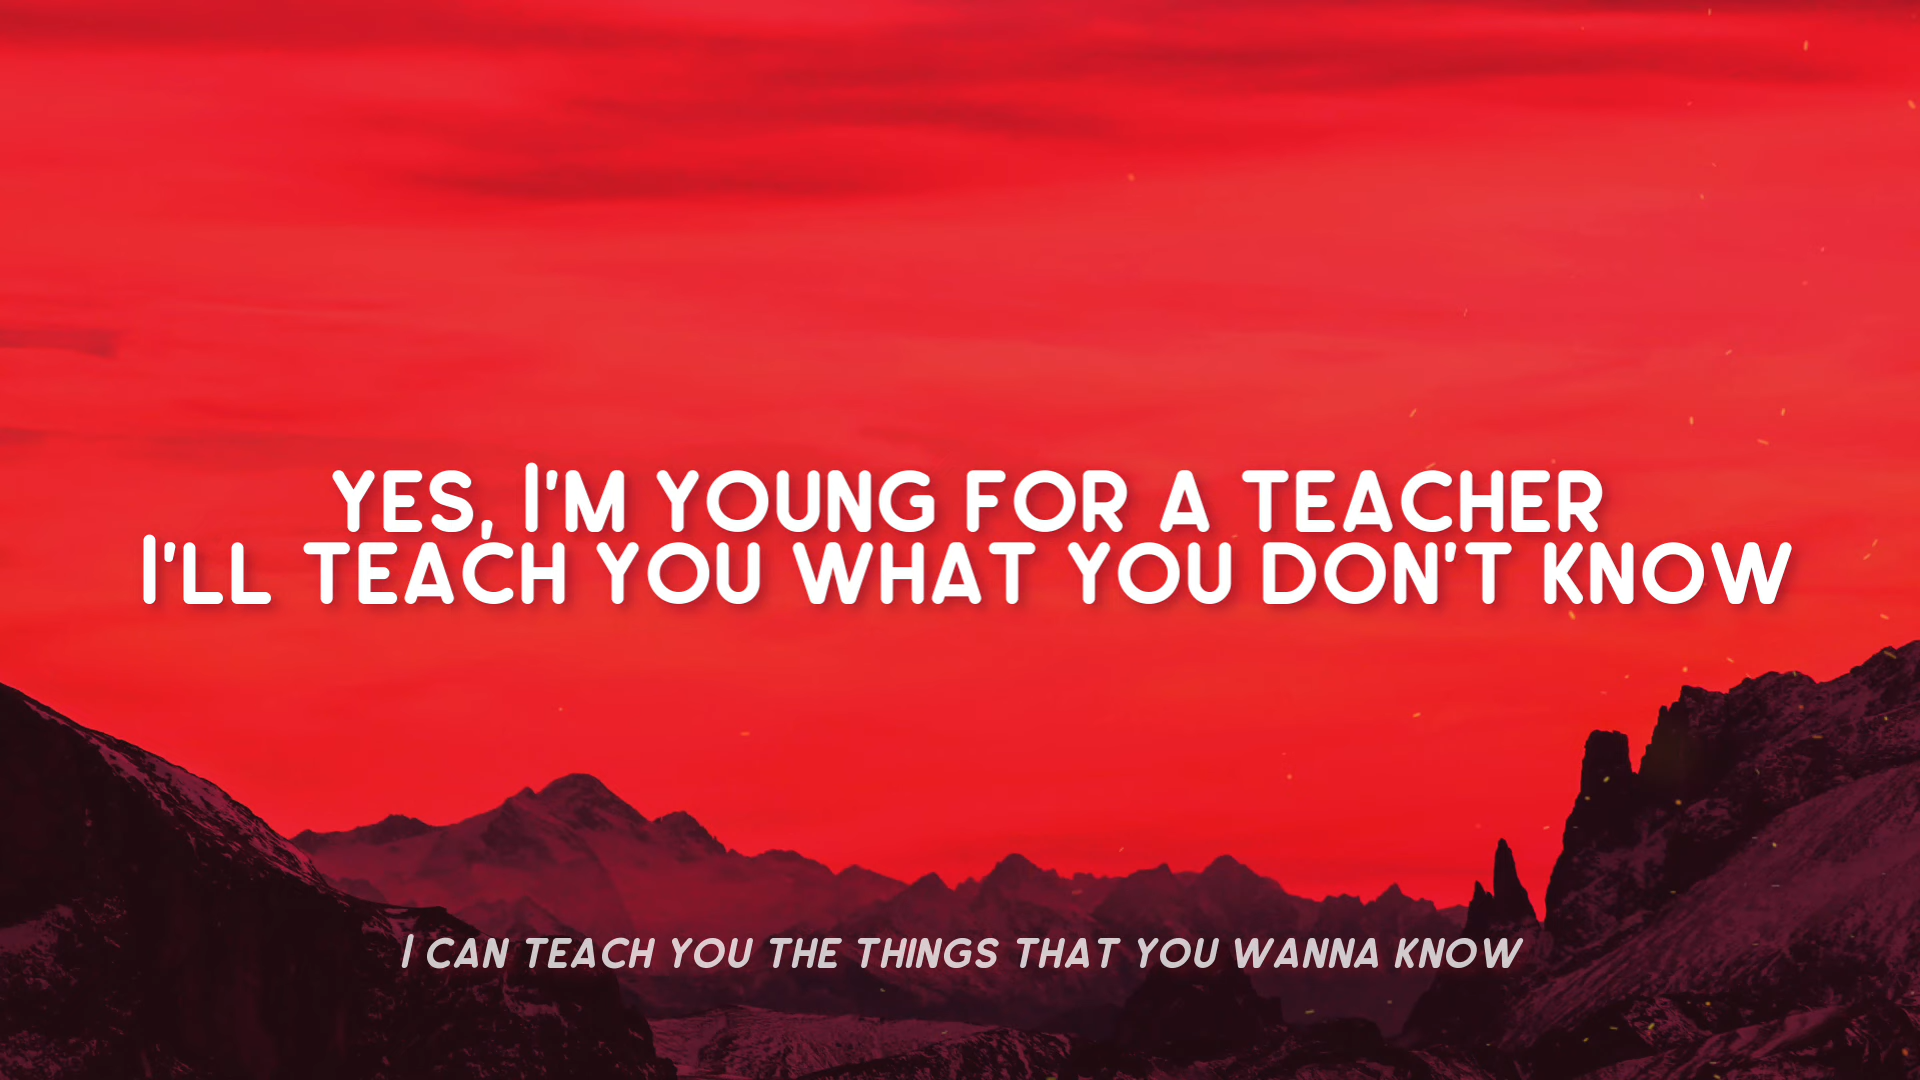 YES, I'M YOUNG FOR A TEACHER
I'LL TEACH YOU WHAT YOU DON'T KNOW
I CAN TEACH YOU THE THINGS THAT YOU WANNA KNOW